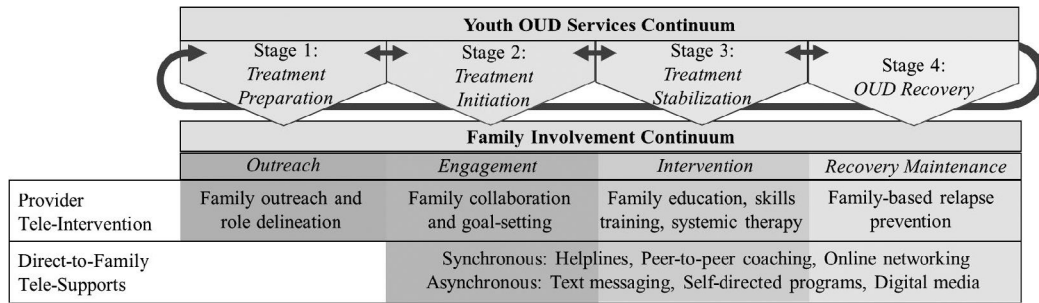 Youth OUD Services Continuum
Stage 1:
Treatment
Preparation
Stage 2:
Treatment
Initiation
Stage 3:
Treatment
Stabilization
Stage 4:
OUD Recovery
Family Involvement Continuum
Outreach
Engagement
Intervention
Recovery Maintenance
Provider
Tele-Intervention
Family outreach and
role delineation
Family collaboration
and goal-setting
Family education, skills
training, systemic therapy
Family-based relapse
prevention
Direct-to-Family
Tele-Supports
Synchronous: Helplines, Peer-to-peer coaching, Online networking
Asynchronous: Text messaging, Self-directed programs, Digital media